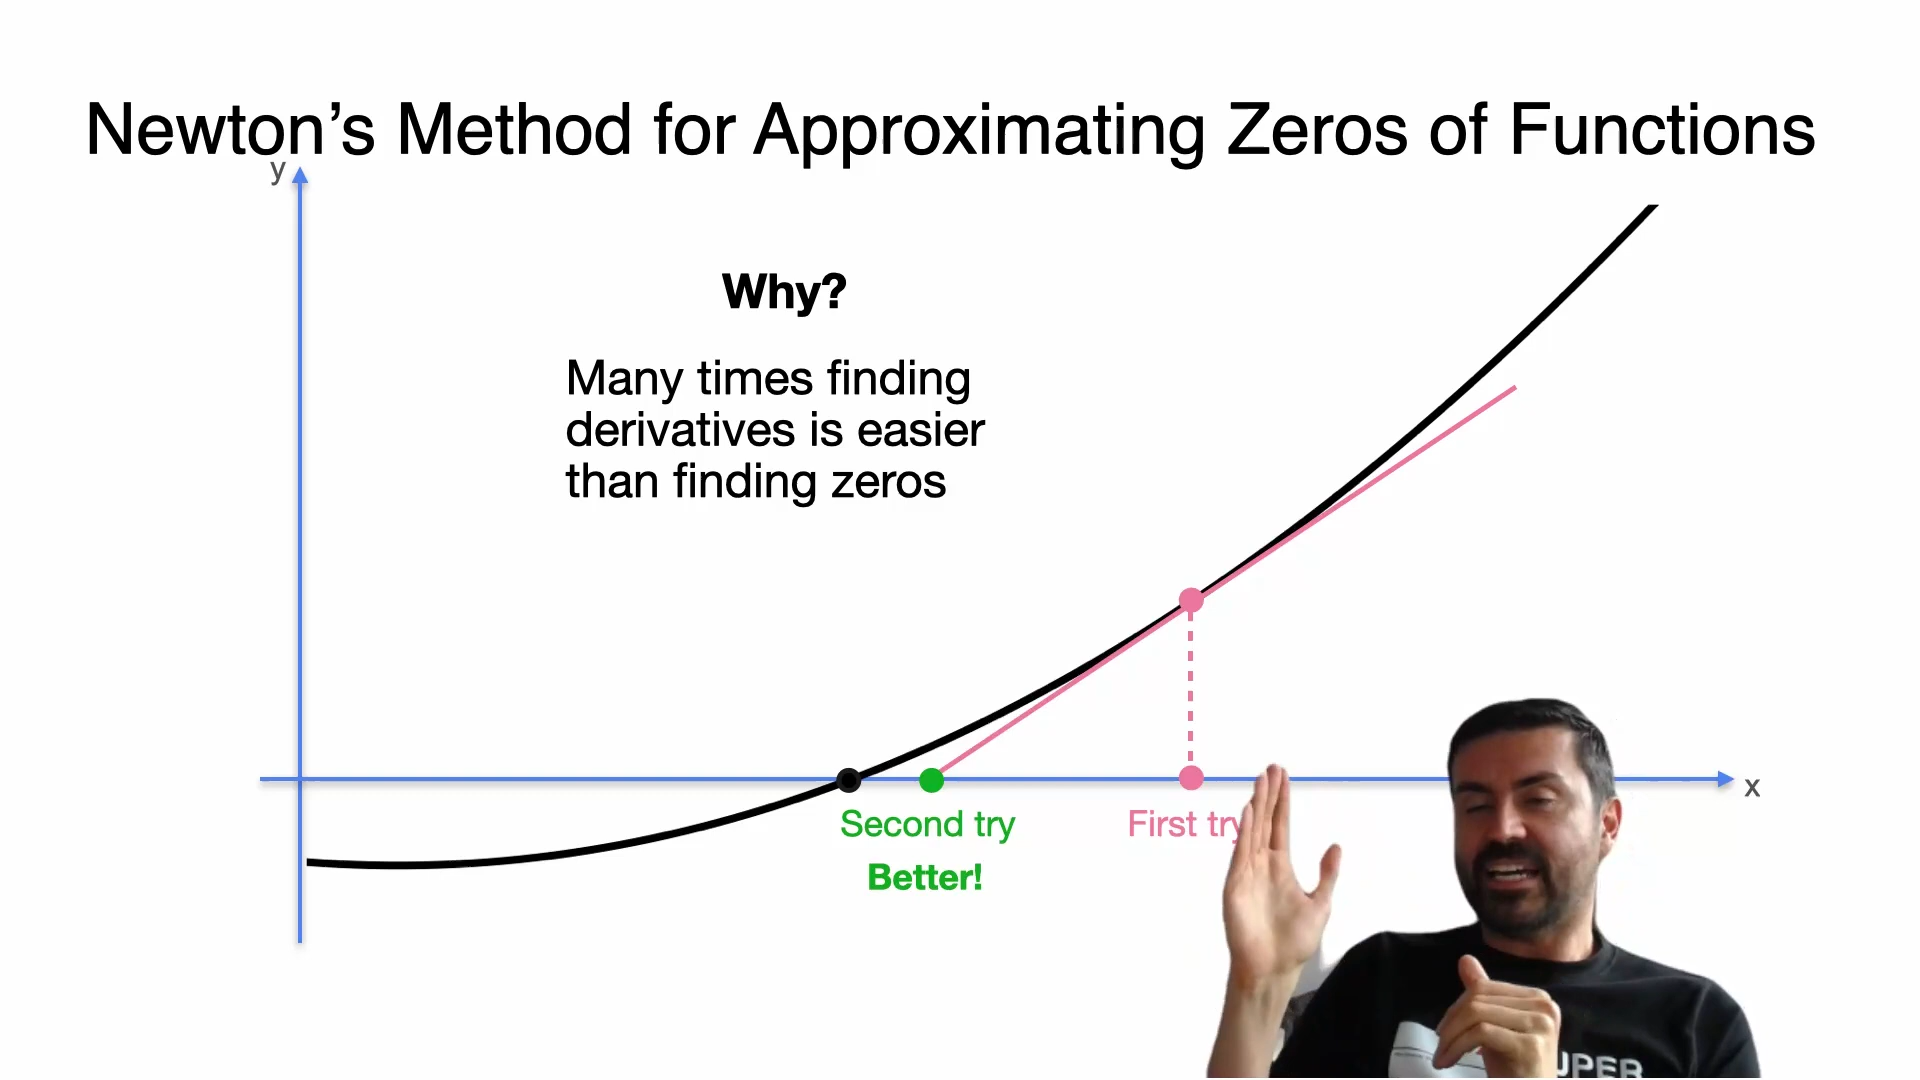 Newton’s Method for Approximating Zeros of Functions
y
Why?
Many times finding
derivatives is easier
than finding zeros
x
Second try
First try
Better!